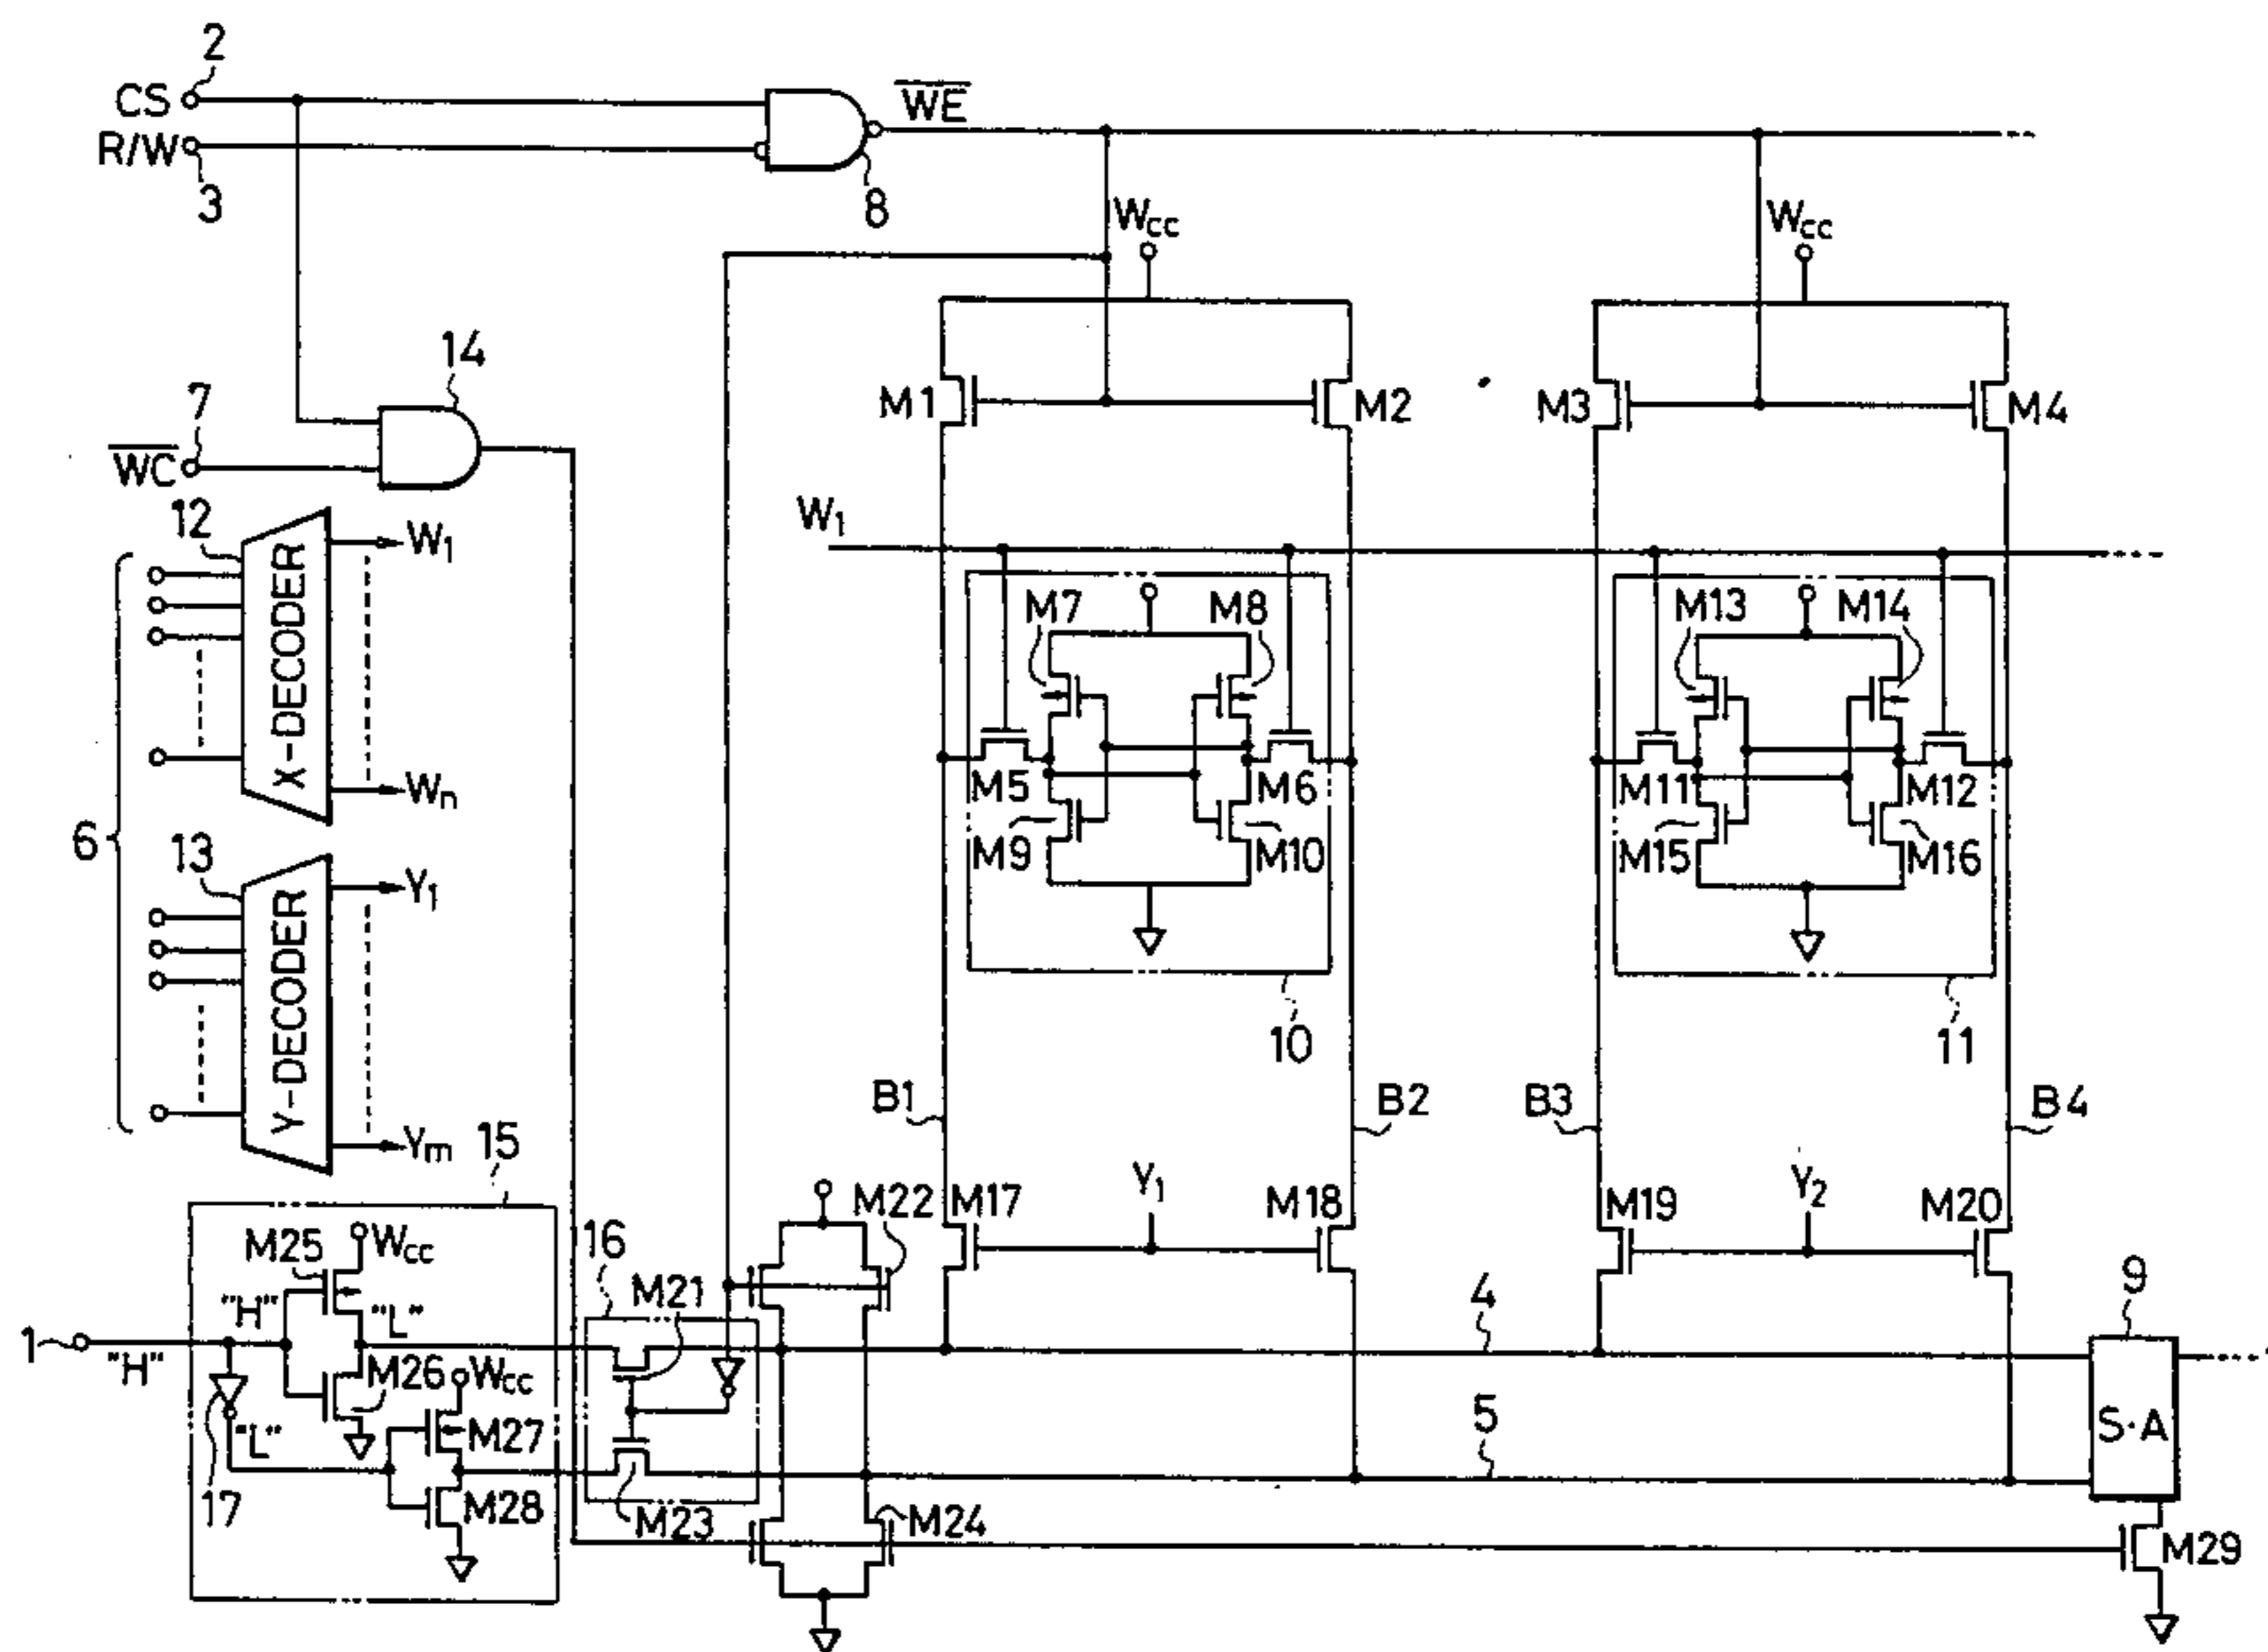 2
CS
R/W
3
WE
8
Wcc
Wcc
14
7
WC
M1
M2
M3
M4
12
X-DECODER
W1
Wn
W1
6
13
Y-DECODER
Y1
Ym
M7
M8
M13
M14
M5
M6
M11
M12
M9
M10
M15
M16
10
11
B1
B2
B3
B4
15
M17
Y1
M18
M19
Y2
M20
M22
16
M25
Wcc
M21
9
"H"
"L"
4
1
"H"
M26
Wcc
5
S·A
"L"
M27
17
M28
M23
M24
M29